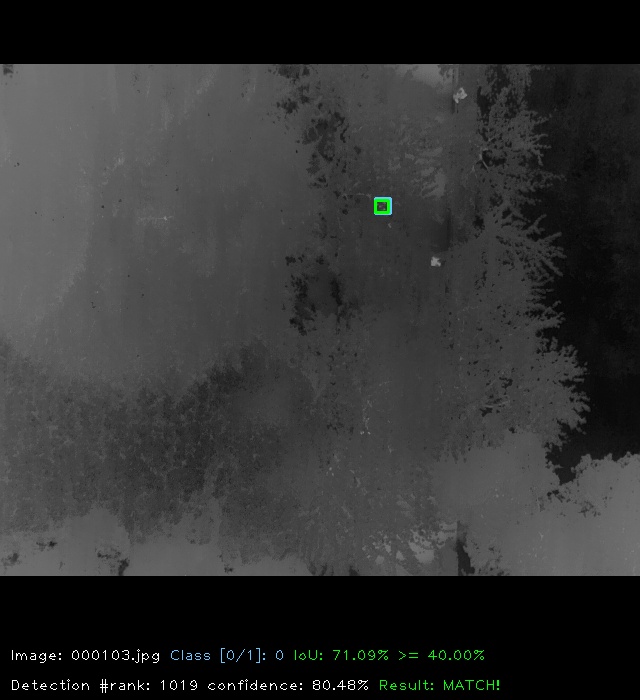 Image: 000103.jpg Class [0/1]: 0 IoU: 71.09% >= 40.00%
Detection #rank: 1019 confidence: 80.48% Result: MATCH!